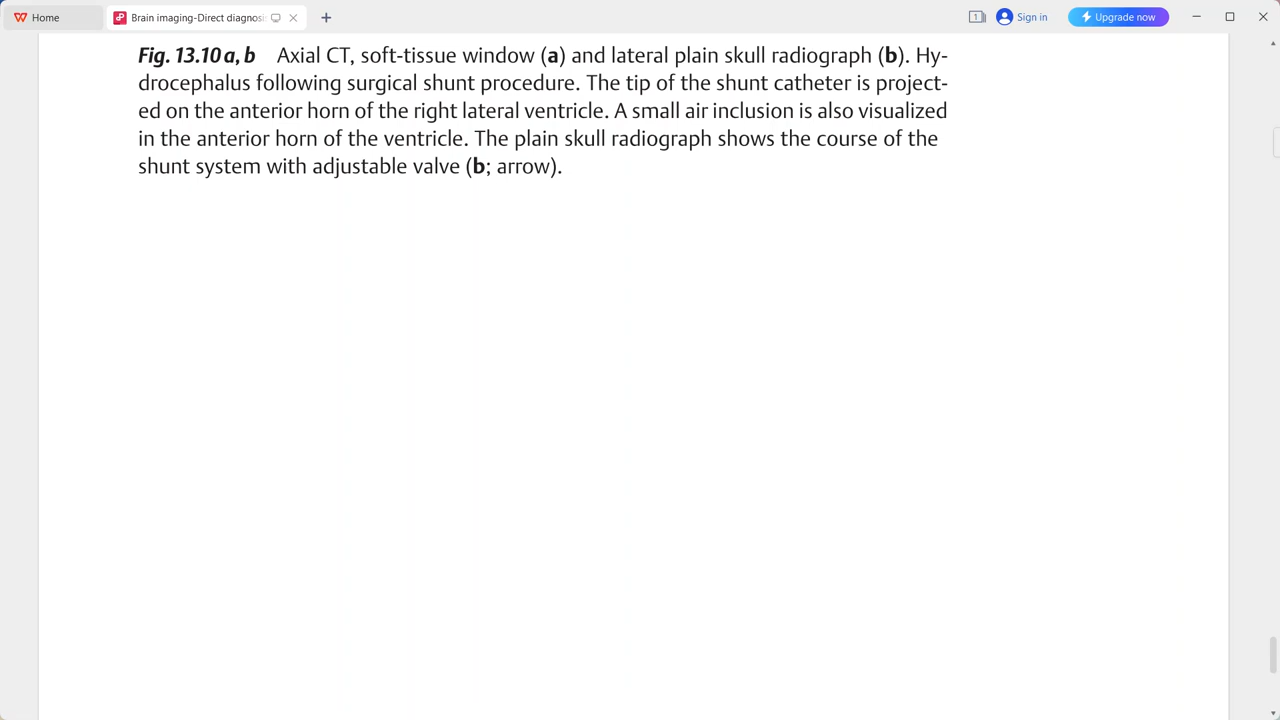 Home
Brain imaging-Direct diagnosi
1
Sign in
Upgrade now
Fig. 13.10 a, b Axial CT, soft-tissue window (a) and lateral plain skull radiograph (b). Hy-
drocephalus following surgical shunt procedure. The tip of the shunt catheter is project-
ed on the anterior horn of the right lateral ventricle. A small air inclusion is also visualized
in the anterior horn of the ventricle. The plain skull radiograph shows the course of the
shunt system with adjustable valve (b; arrow).